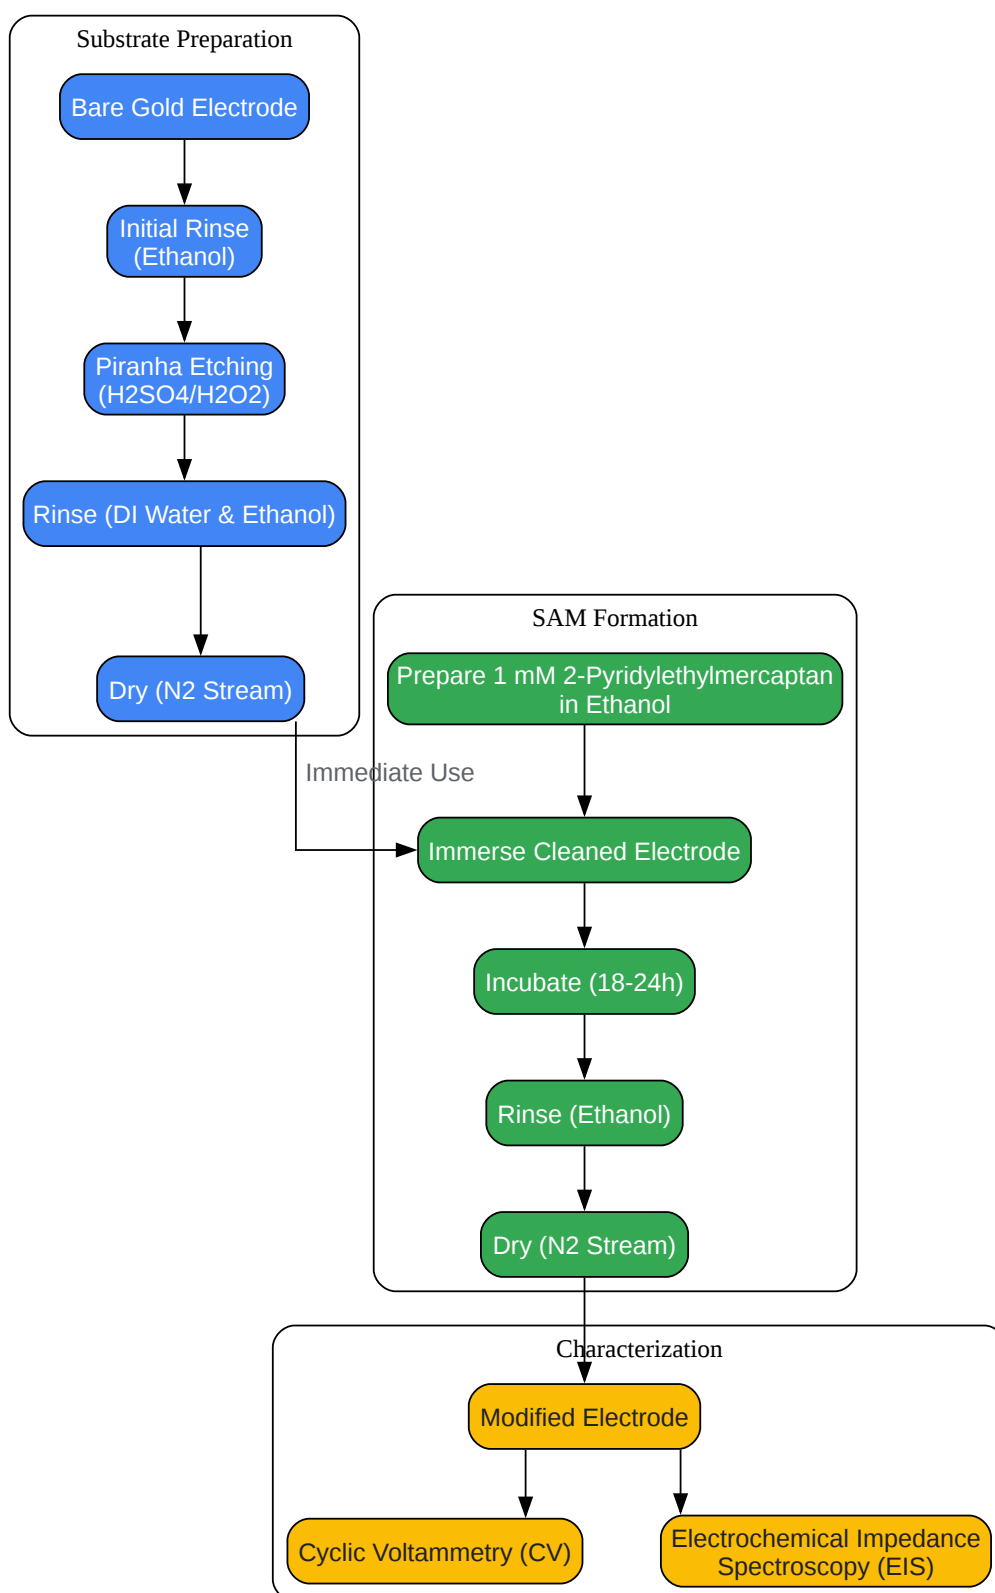 Substrate Preparation
Bare Gold Electrode
Initial Rinse
(Ethanol)
Piranha Etching
(H2SO4/H2O2)
Rinse (DI Water & Ethanol)
Dry (N2 Stream)
Immediate Use
SAM Formation
Prepare 1 mM 2-Pyridylethylmercaptan
in Ethanol
Immerse Cleaned Electrode
Incubate (18-24h)
Rinse (Ethanol)
Dry (N2 Stream)
Characterization
Modified Electrode
Cyclic Voltammetry (CV)
Electrochemical Impedance
Spectroscopy (EIS)